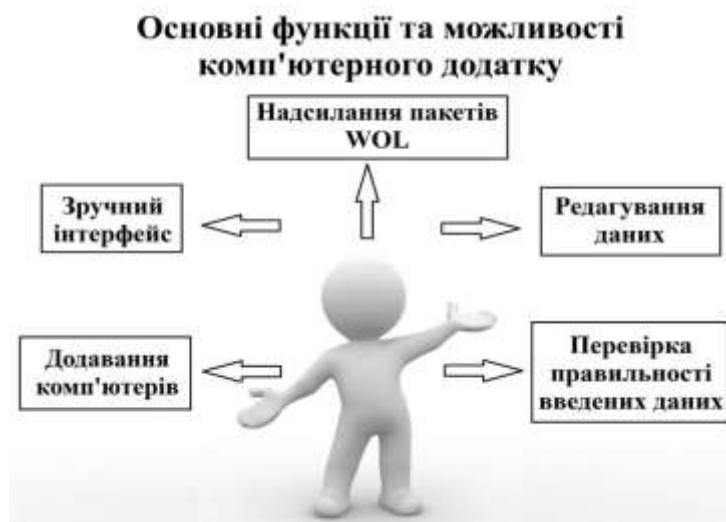 Основні функції та можливості
комп'ютерного додатку
Надсилання пакетів
WOL
Зручний
інтерфейс
Редагування
даних
Додавання
комп'ютерів
Перевірка
правильності
введених даних